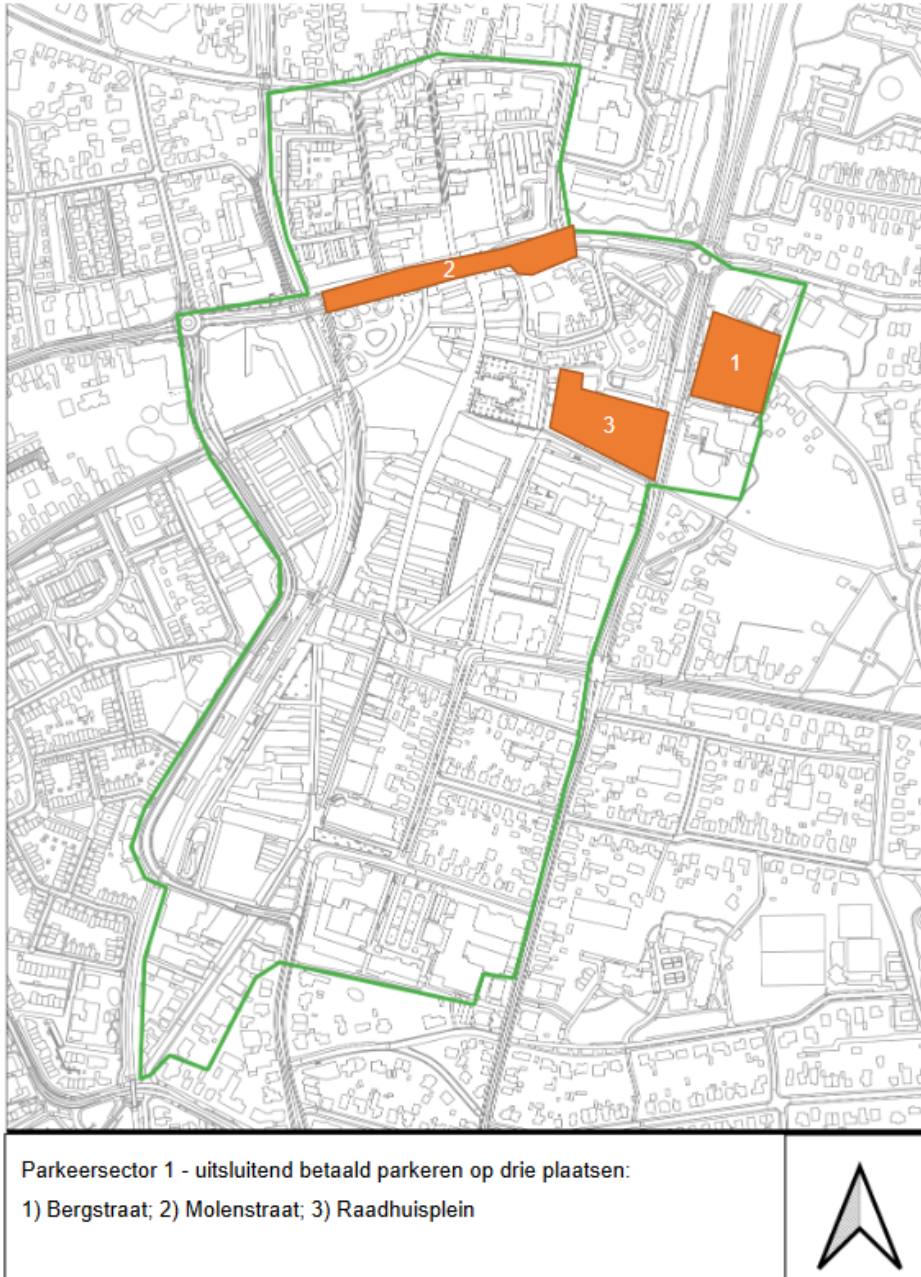 2
1
3
Parkeersector 1 - uitsluitend betaald parkeren op drie plaatsen:
1) Bergstraat; 2) Molenstraat; 3) Raadhuisplein